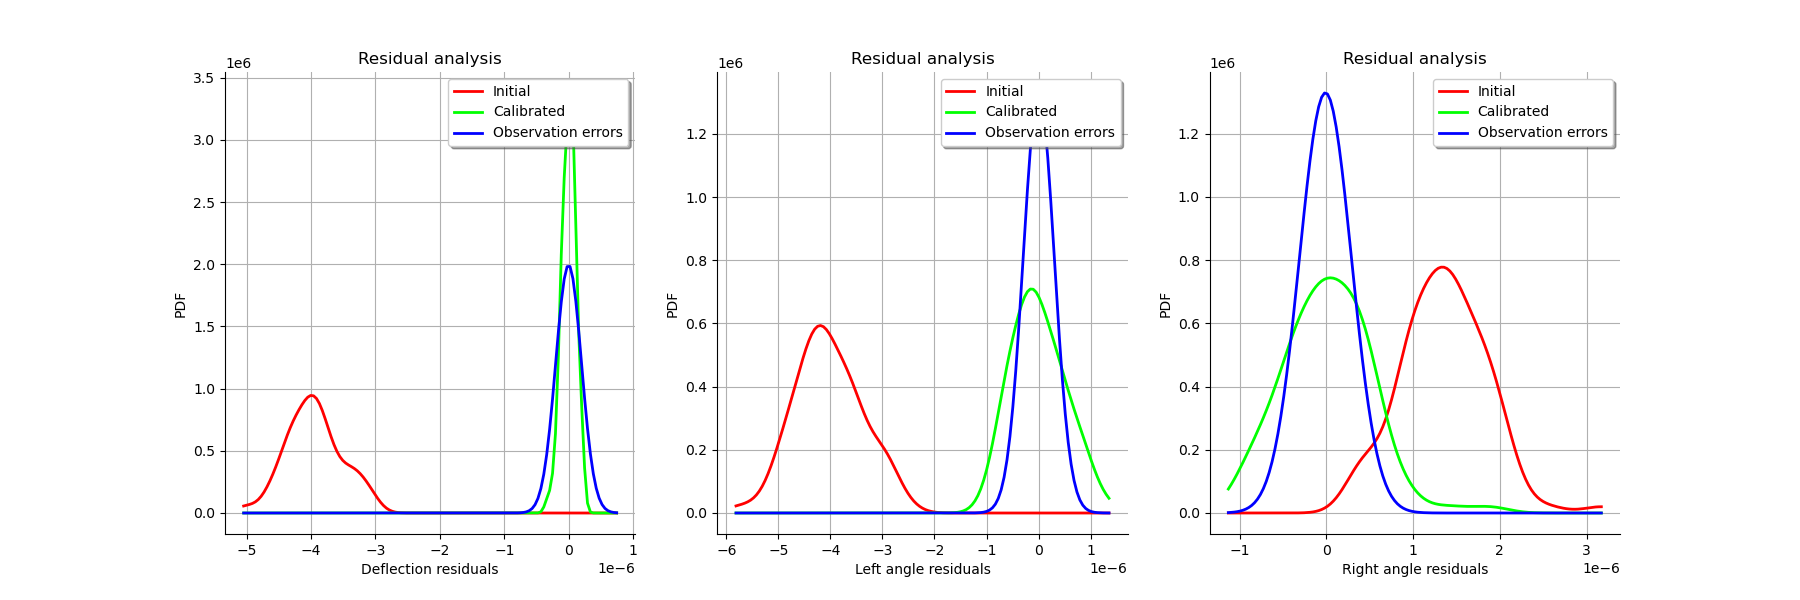 Residual analysis
1e6
3.5
3.0
2.5
2.0
1.5
1.0
0.5
0.0
PDF
Initial
Calibrated
Observation errors
−5 −4 −3 −2 −1 0 1
Deflection residuals
1e−6
Residual analysis
1e6
1.2
1.0
0.8
0.6
0.4
0.2
0.0
PDF
Initial
Calibrated
Observation errors
−6 −5 −4 −3 −2 −1 0 1
Left angle residuals
1e−6
Residual analysis
1e6
1.2
1.0
0.8
0.6
0.4
0.2
0.0
PDF
Initial
Calibrated
Observation errors
−1 0 1 2 3
Right angle residuals
1e−6